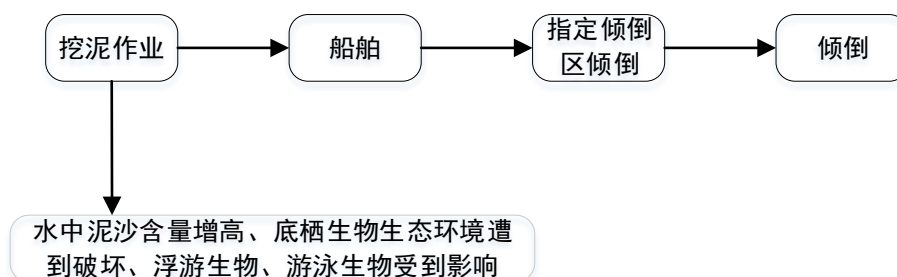 挖泥作业
船舶
指定倾倒
区倾倒
倾倒
水中泥沙含量增高、底栖生物生态环境遭
到破坏、浮游生物、游泳生物受到影响